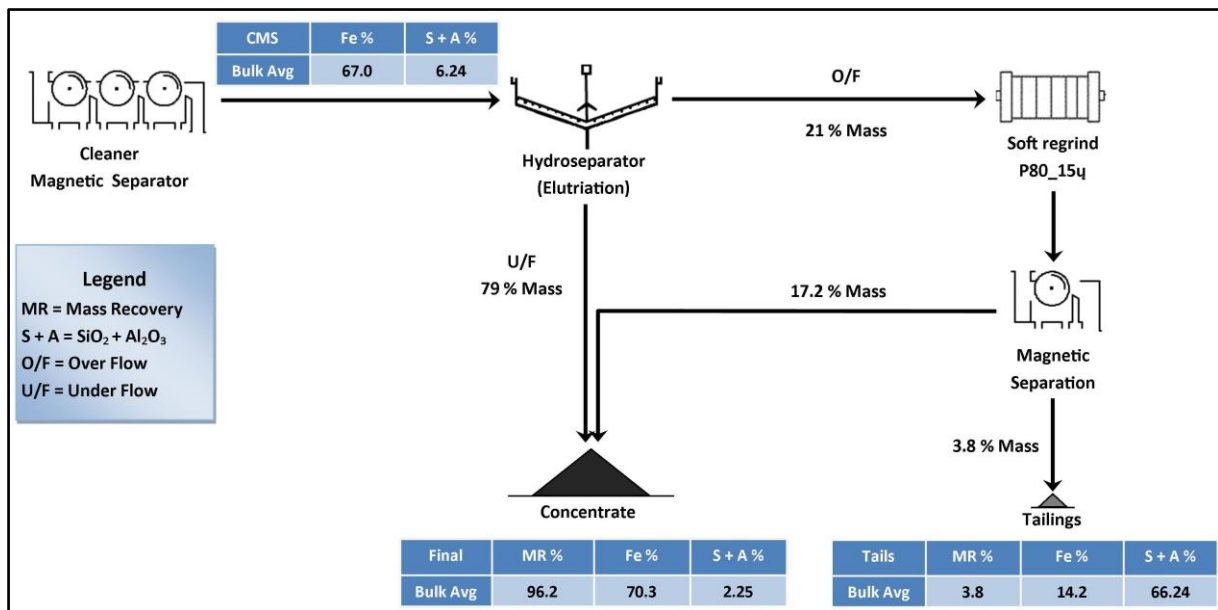 CMS Fe % S + A %
Bulk Avg 67.0 6.24
Cleaner
Magnetic Separator
Hydroseparator
(Elutriation)
O/F
21 % Mass
Soft regrind
P80_15ų
Legend
MR = Mass Recovery
S + A = SiO₂ + Al₂O₃
O/F = Over Flow
U/F = Under Flow
U/F
79 % Mass
17.2 % Mass
Magnetic
Separation
3.8 % Mass
Concentrate
Tailings
Final MR % Fe % S + A %
Bulk Avg 96.2 70.3 2.25
Tails MR % Fe % S + A %
Bulk Avg 3.8 14.2 66.24